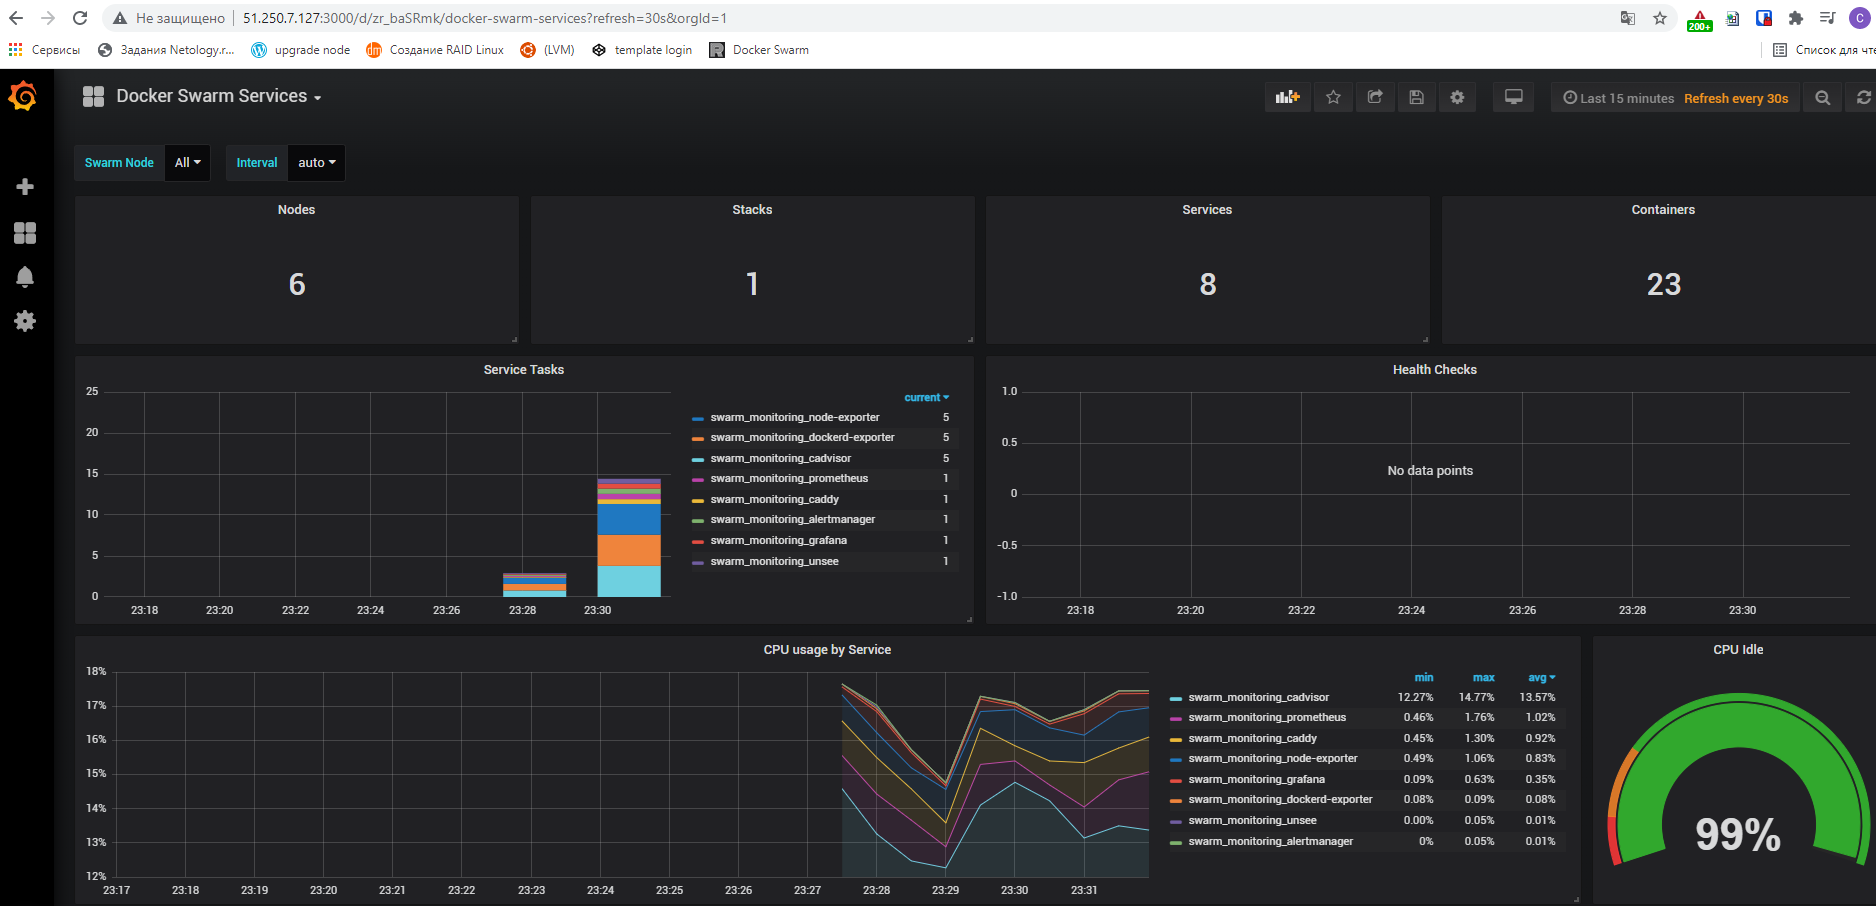 Не защищено 51.250.7.127:3000/d/zr_baSRmk/docker-swarm-services?refresh=30s&orgId=1
200+
C
Сервисы Задания Netology.r... upgrade node Создание RAID Linux (LVM) template login Docker Swarm Список для чте
Docker Swarm Services
Last 15 minutes Refresh every 30s
Swarm Node All Interval auto
Nodes Stacks Services Containers
6 1 8 23
Service Tasks
25
20
15
10
5
0
23:18 23:20 23:22 23:24 23:26 23:28 23:30
current
swarm_monitoring_node-exporter 5
swarm_monitoring_dockerd-exporter 5
swarm_monitoring_cadvisor 5
swarm_monitoring_prometheus 1
swarm_monitoring_caddy 1
swarm_monitoring_alertmanager 1
swarm_monitoring_grafana 1
swarm_monitoring_unsee 1
Health Checks
1.0
0.5
0
-0.5
-1.0
No data points
23:18 23:20 23:22 23:24 23:26 23:28 23:30
CPU usage by Service
18%
17%
16%
15%
14%
13%
12%
23:17 23:18 23:19 23:20 23:21 23:22 23:23 23:24 23:25 23:26 23:27 23:28 23:29 23:30 23:31
min max avg
swarm_monitoring_cadvisor 12.27% 14.77% 13.57%
swarm_monitoring_prometheus 0.46% 1.76% 1.02%
swarm_monitoring_caddy 0.45% 1.30% 0.92%
swarm_monitoring_node-exporter 0.49% 1.06% 0.83%
swarm_monitoring_grafana 0.09% 0.63% 0.35%
swarm_monitoring_dockerd-exporter 0.08% 0.09% 0.08%
swarm_monitoring_unsee 0.00% 0.05% 0.01%
swarm_monitoring_alertmanager 0% 0.05% 0.01%
CPU Idle
99%